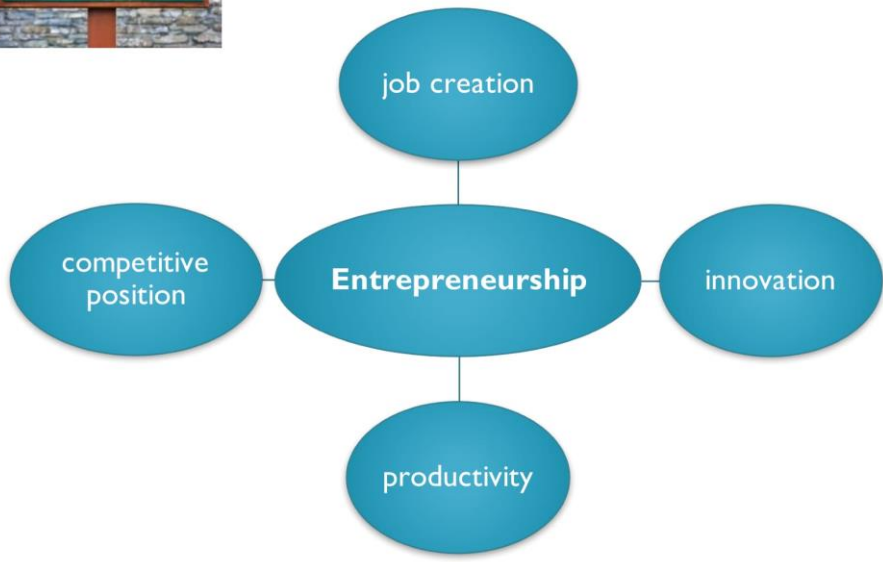 job creation
competitive
position
Entrepreneurship
innovation
productivity